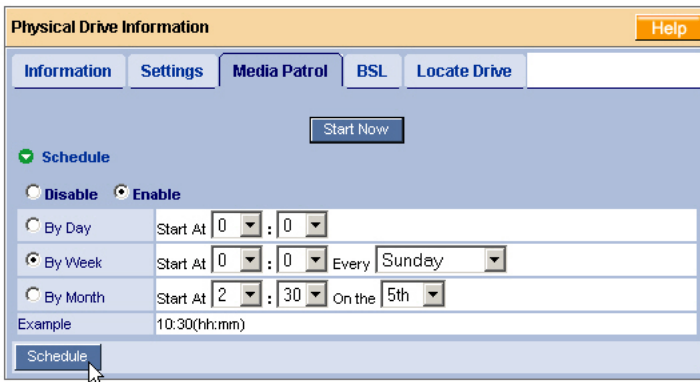 Physical Drive Information Help
Information Settings Media Patrol BSL Locate Drive
Start Now
Schedule
Disable Enable
By Day Start At 0 : 0
By Week Start At 0 : 0 Every Sunday
By Month Start At 2 : 30 On the 5th
Example 10:30(hh:mm)
Schedule